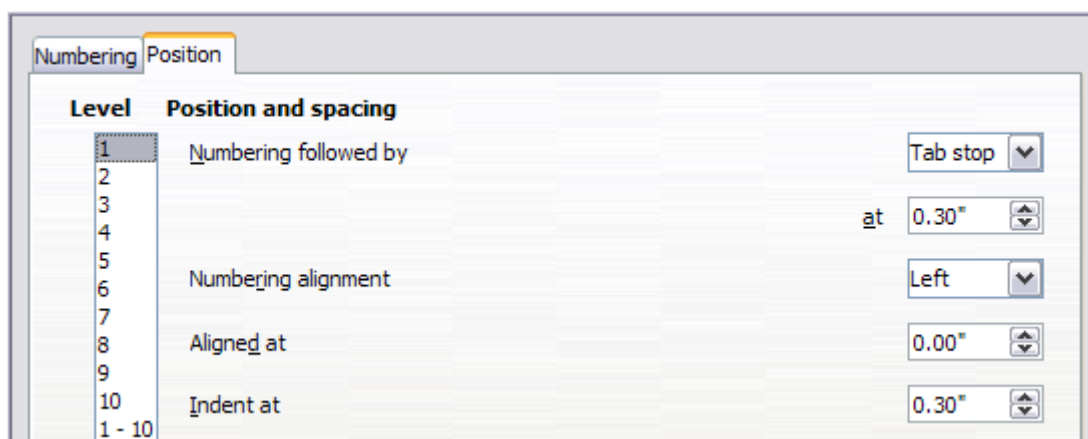 Numbering Position
Level Position and spacing
1 Numbering followed by Tab stop
2
3 at 0.30"
4
5 Numbering alignment Left
6
7
8 Aligned at 0.00"
9
10 Indent at 0.30"
1 - 10